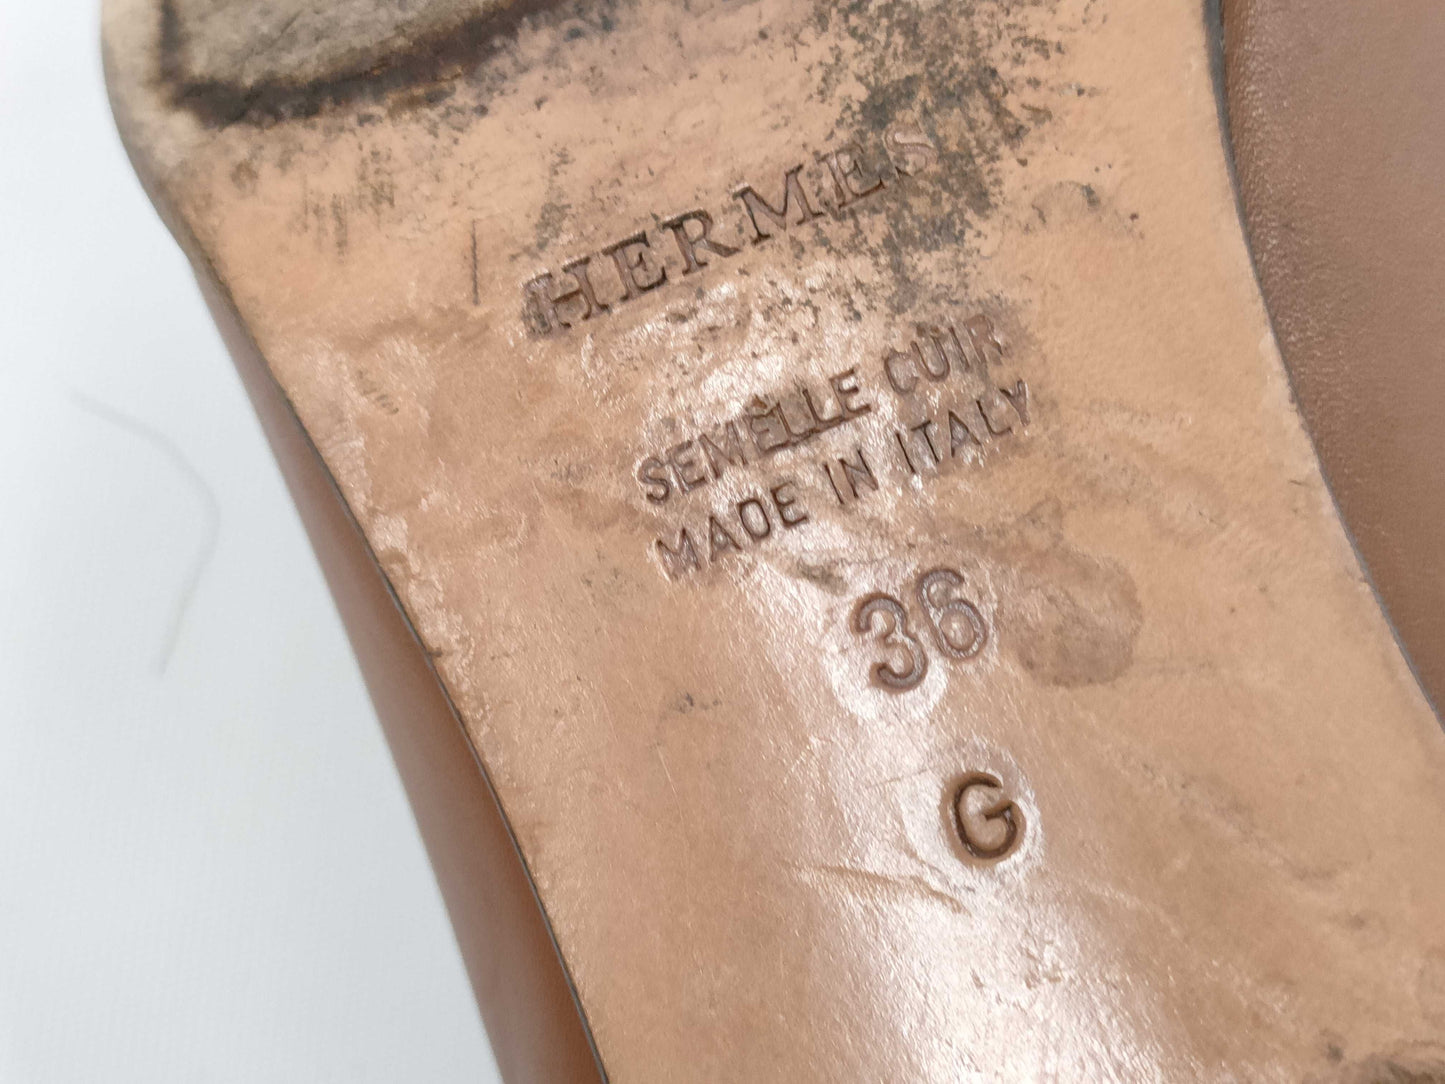 HERMES
SEMELLE CUIR
MADE IN ITALY
36
G